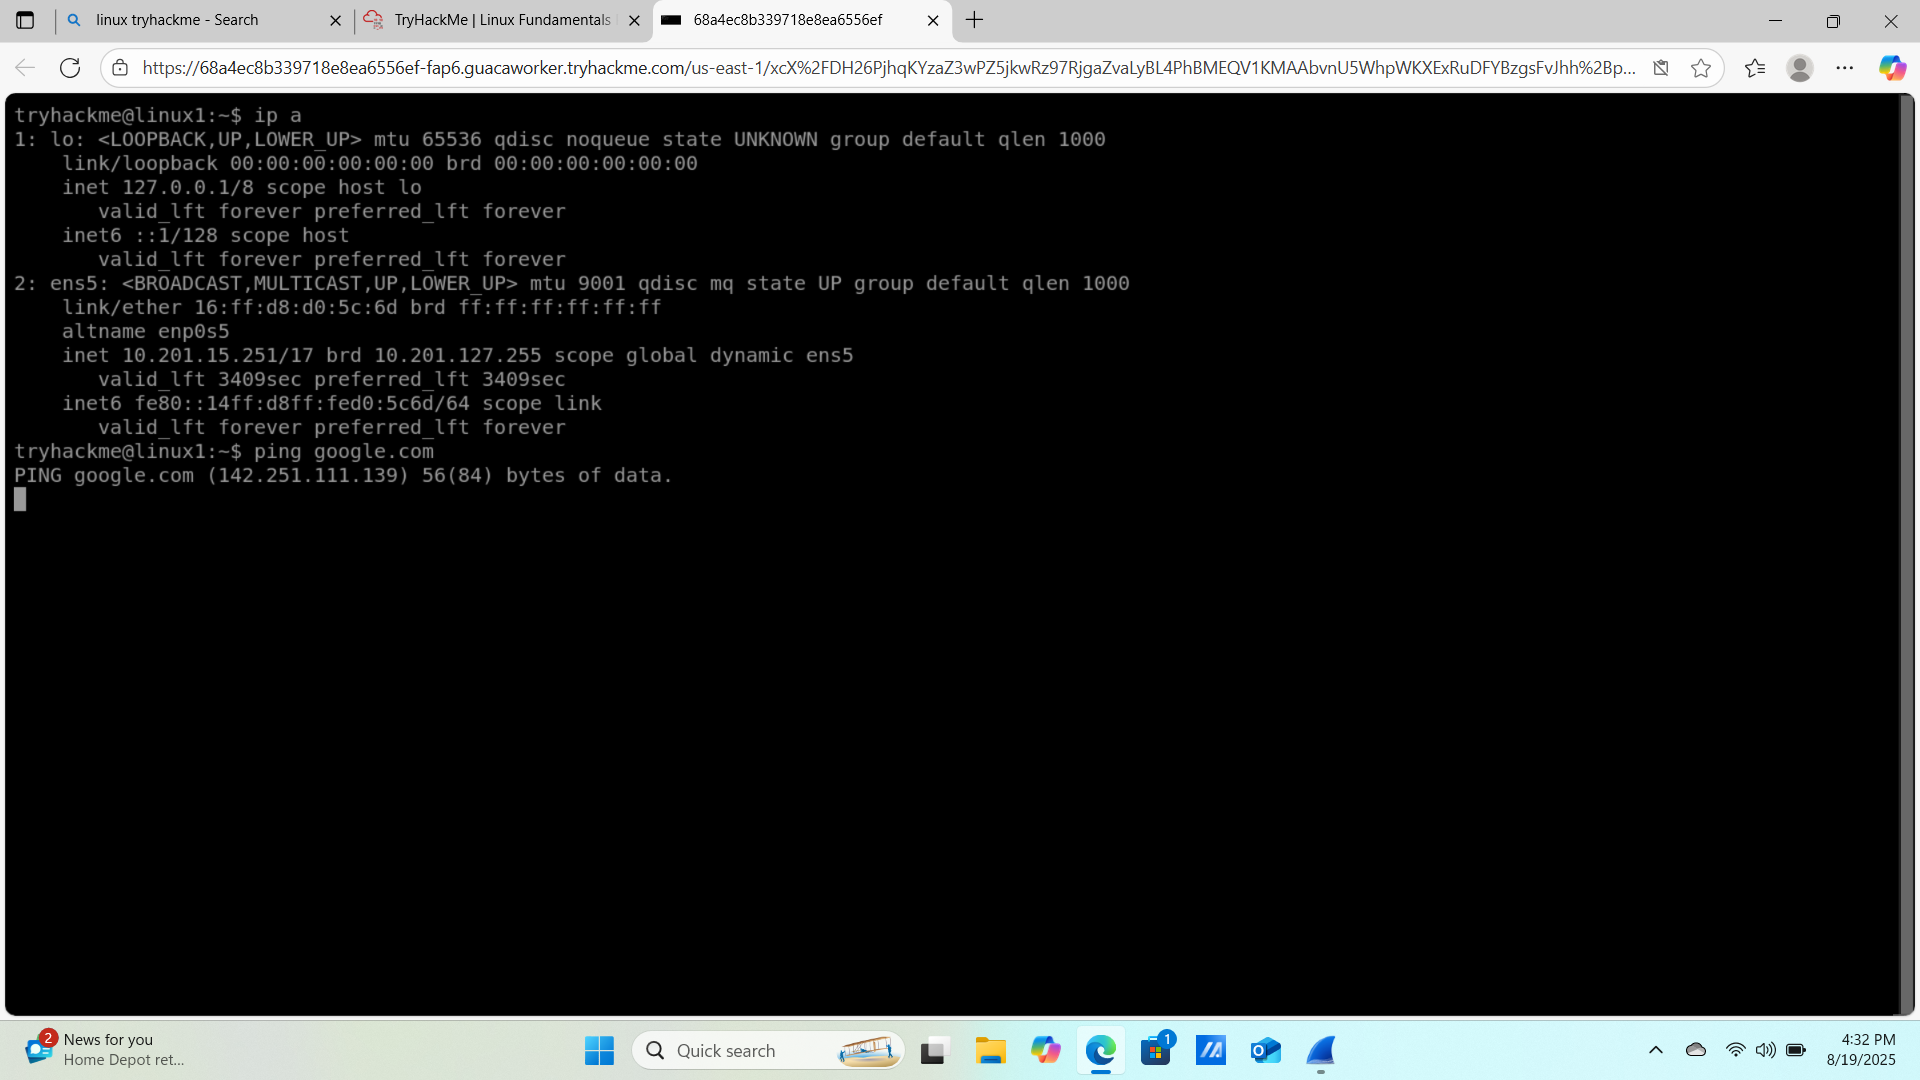 linux tryhackme - Search
TryHackMe | Linux Fundamentals
68a4ec8b339718e8ea6556ef
https://68a4ec8b339718e8ea6556ef-fap6.guacaworker.tryhackme.com/us-east-1/xcX%2FDH26PjhqKYzaZ3wPZ5jkwRz97RjgaZvaLyBL4PhBMEQV1KMAAbvnU5WhpWKXExRuDFYBzgsFvJhh%2Bp...
tryhackme@linux1:~$ ip a
1: lo: <LOOPBACK,UP,LOWER_UP> mtu 65536 qdisc noqueue state UNKNOWN group default qlen 1000
    link/loopback 00:00:00:00:00:00 brd 00:00:00:00:00:00
    inet 127.0.0.1/8 scope host lo
       valid_lft forever preferred_lft forever
    inet6 ::1/128 scope host
       valid_lft forever preferred_lft forever
2: ens5: <BROADCAST,MULTICAST,UP,LOWER_UP> mtu 9001 qdisc mq state UP group default qlen 1000
    link/ether 16:ff:d8:d0:5c:6d brd ff:ff:ff:ff:ff:ff
    altname enp0s5
    inet 10.201.15.251/17 brd 10.201.127.255 scope global dynamic ens5
       valid_lft 3409sec preferred_lft 3409sec
    inet6 fe80::14ff:d8ff:fed0:5c6d/64 scope link
       valid_lft forever preferred_lft forever
tryhackme@linux1:~$ ping google.com
PING google.com (142.251.111.139) 56(84) bytes of data.
2
News for you
Home Depot ret...
Quick search
1
4:32 PM
8/19/2025